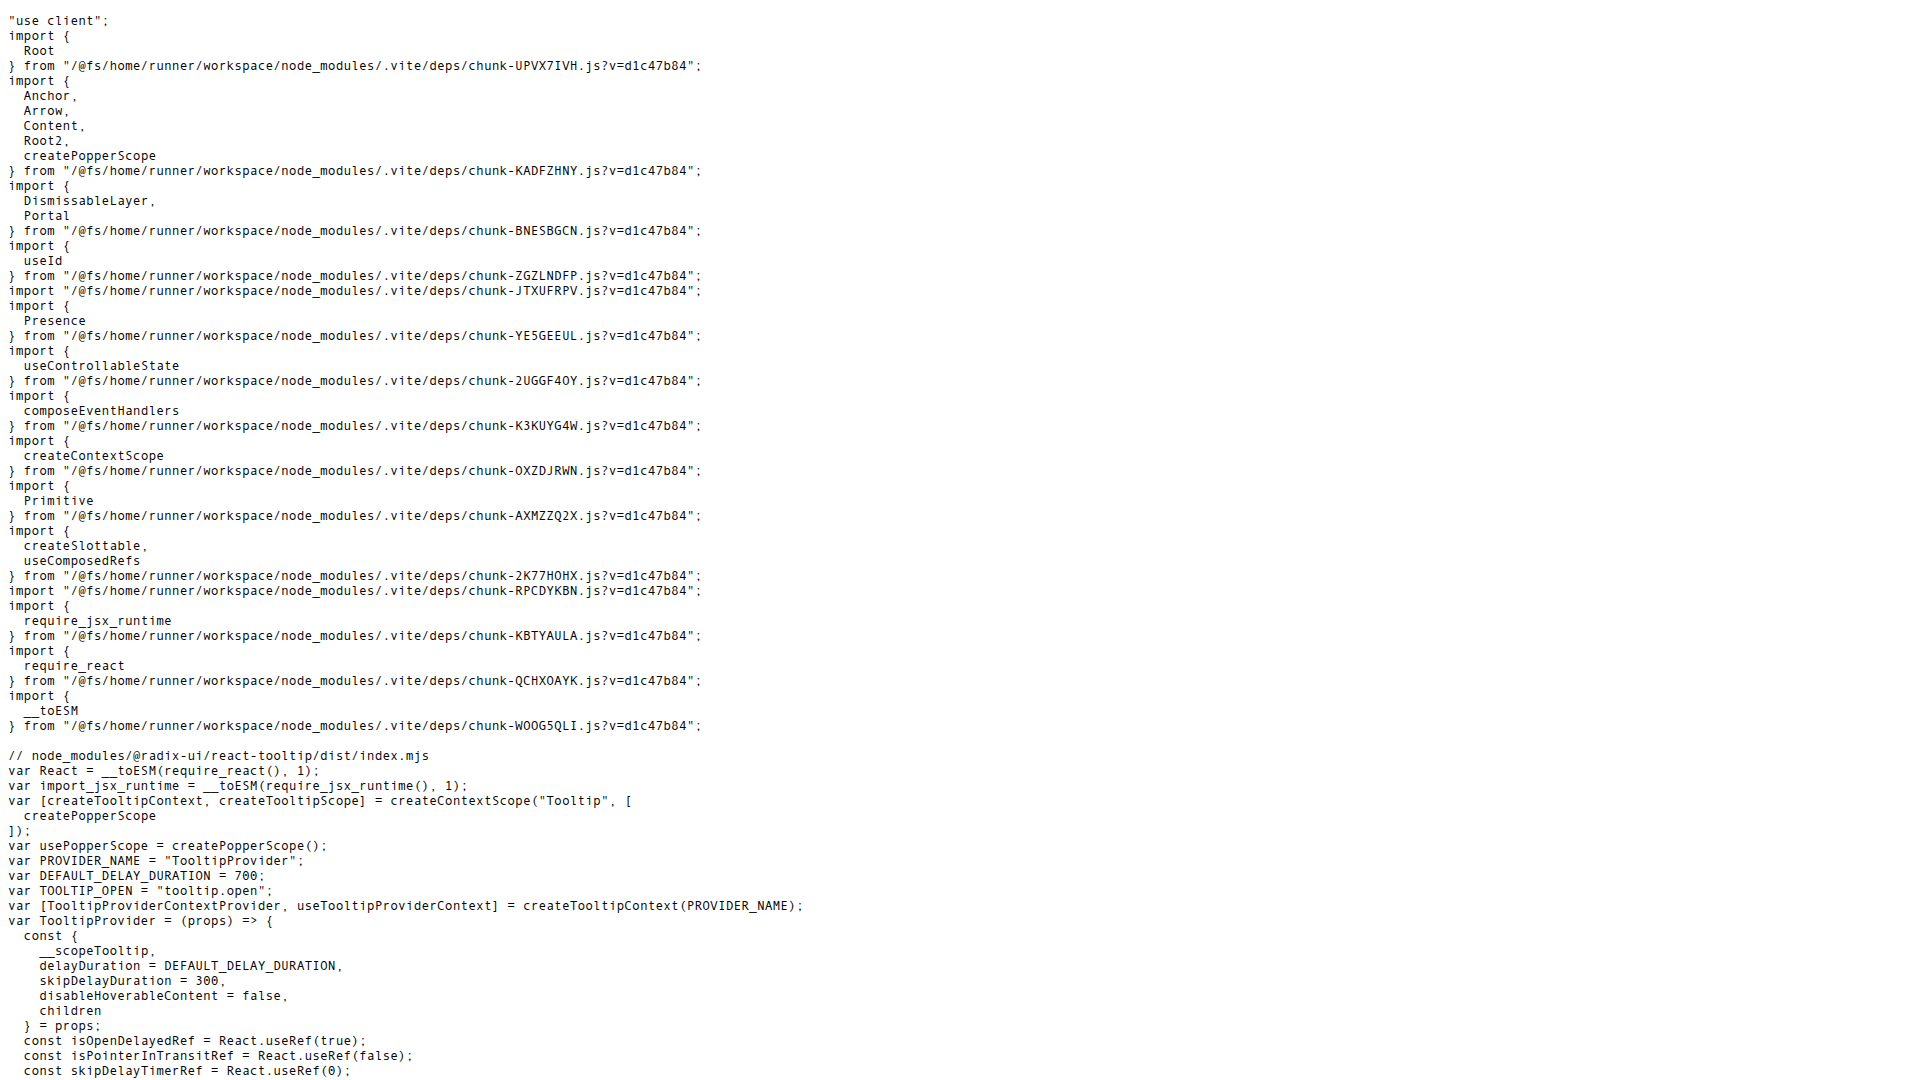 "use client";
import {
  Root
} from "/@fs/home/runner/workspace/node_modules/.vite/deps/chunk-UPVX7IVH.js?v=d1c47b84";
import {
  Anchor,
  Arrow,
  Content,
  Root2,
  createPopperScope
} from "/@fs/home/runner/workspace/node_modules/.vite/deps/chunk-KADFZHNY.js?v=d1c47b84";
import {
  DismissableLayer,
  Portal
} from "/@fs/home/runner/workspace/node_modules/.vite/deps/chunk-BNESBGCN.js?v=d1c47b84";
import {
  useId
} from "/@fs/home/runner/workspace/node_modules/.vite/deps/chunk-ZGZLNDFP.js?v=d1c47b84";
import "/@fs/home/runner/workspace/node_modules/.vite/deps/chunk-JTXUFRPV.js?v=d1c47b84";
import {
  Presence
} from "/@fs/home/runner/workspace/node_modules/.vite/deps/chunk-YE5GEEUL.js?v=d1c47b84";
import {
  useControllableState
} from "/@fs/home/runner/workspace/node_modules/.vite/deps/chunk-2UGGF4OY.js?v=d1c47b84";
import {
  composeEventHandlers
} from "/@fs/home/runner/workspace/node_modules/.vite/deps/chunk-K3KUYG4W.js?v=d1c47b84";
import {
  createContextScope
} from "/@fs/home/runner/workspace/node_modules/.vite/deps/chunk-OXZDJRWN.js?v=d1c47b84";
import {
  Primitive
} from "/@fs/home/runner/workspace/node_modules/.vite/deps/chunk-AXMZZQ2X.js?v=d1c47b84";
import {
  createSlottable,
  useComposedRefs
} from "/@fs/home/runner/workspace/node_modules/.vite/deps/chunk-2K77HOHX.js?v=d1c47b84";
import "/@fs/home/runner/workspace/node_modules/.vite/deps/chunk-RPCDYKBN.js?v=d1c47b84";
import {
  require_jsx_runtime
} from "/@fs/home/runner/workspace/node_modules/.vite/deps/chunk-KBTYAULA.js?v=d1c47b84";
import {
  require_react
} from "/@fs/home/runner/workspace/node_modules/.vite/deps/chunk-QCHXOAYK.js?v=d1c47b84";
import {
  __toESM
} from "/@fs/home/runner/workspace/node_modules/.vite/deps/chunk-WOOG5QLI.js?v=d1c47b84";

// node_modules/@radix-ui/react-tooltip/dist/index.mjs
var React = __toESM(require_react(), 1);
var import_jsx_runtime = __toESM(require_jsx_runtime(), 1);
var [createTooltipContext, createTooltipScope] = createContextScope("Tooltip", [
  createPopperScope
]);
var usePopperScope = createPopperScope();
var PROVIDER_NAME = "TooltipProvider";
var DEFAULT_DELAY_DURATION = 700;
var TOOLTIP_OPEN = "tooltip.open";
var [TooltipProviderContextProvider, useTooltipProviderContext] = createTooltipContext(PROVIDER_NAME);
var TooltipProvider = (props) => {
  const {
    __scopeTooltip,
    delayDuration = DEFAULT_DELAY_DURATION,
    skipDelayDuration = 300,
    disableHoverableContent = false,
    children
  } = props;
  const isOpenDelayedRef = React.useRef(true);
  const isPointerInTransitRef = React.useRef(false);
  const skipDelayTimerRef = React.useRef(0);